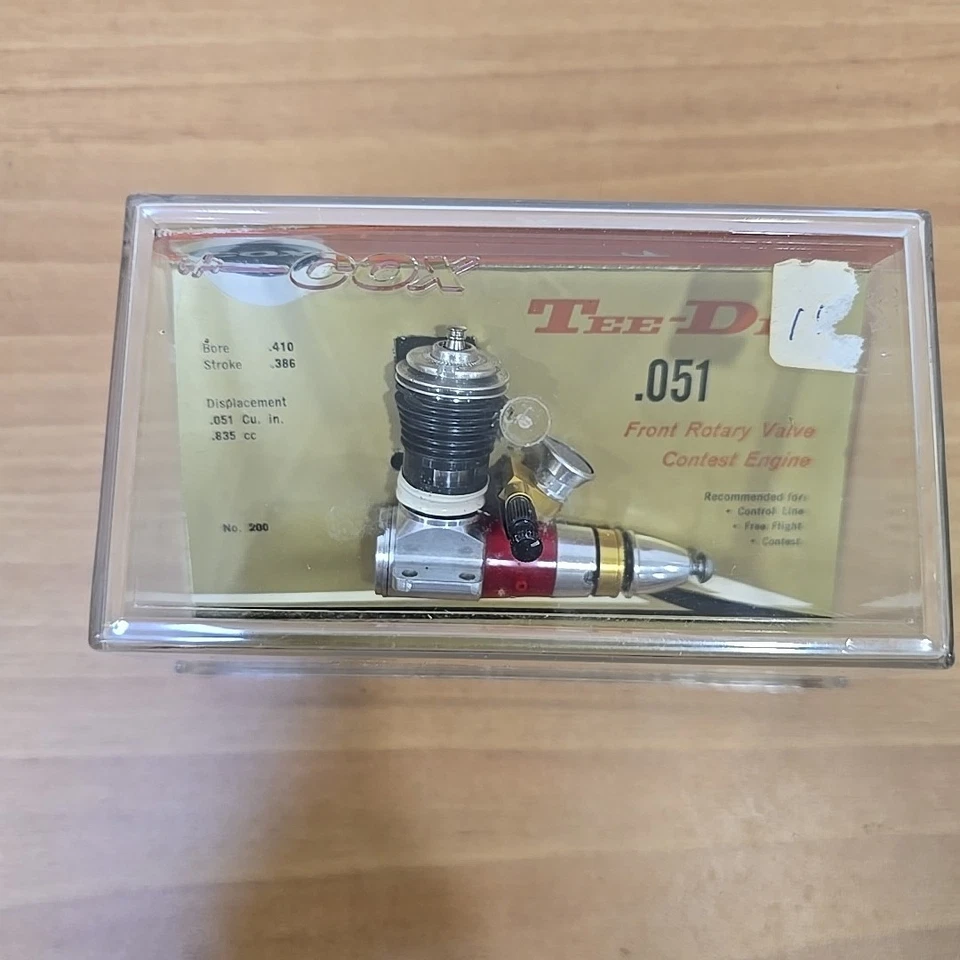 COX
TEE-D
.051
Front Rotary Valve
Contest Engine
Recommended for:
• Control Line
• Free Flight
• Contest
Bore .410
Stroke .386
Displacement
.051 Cu. in.
.835 cc
No. 200